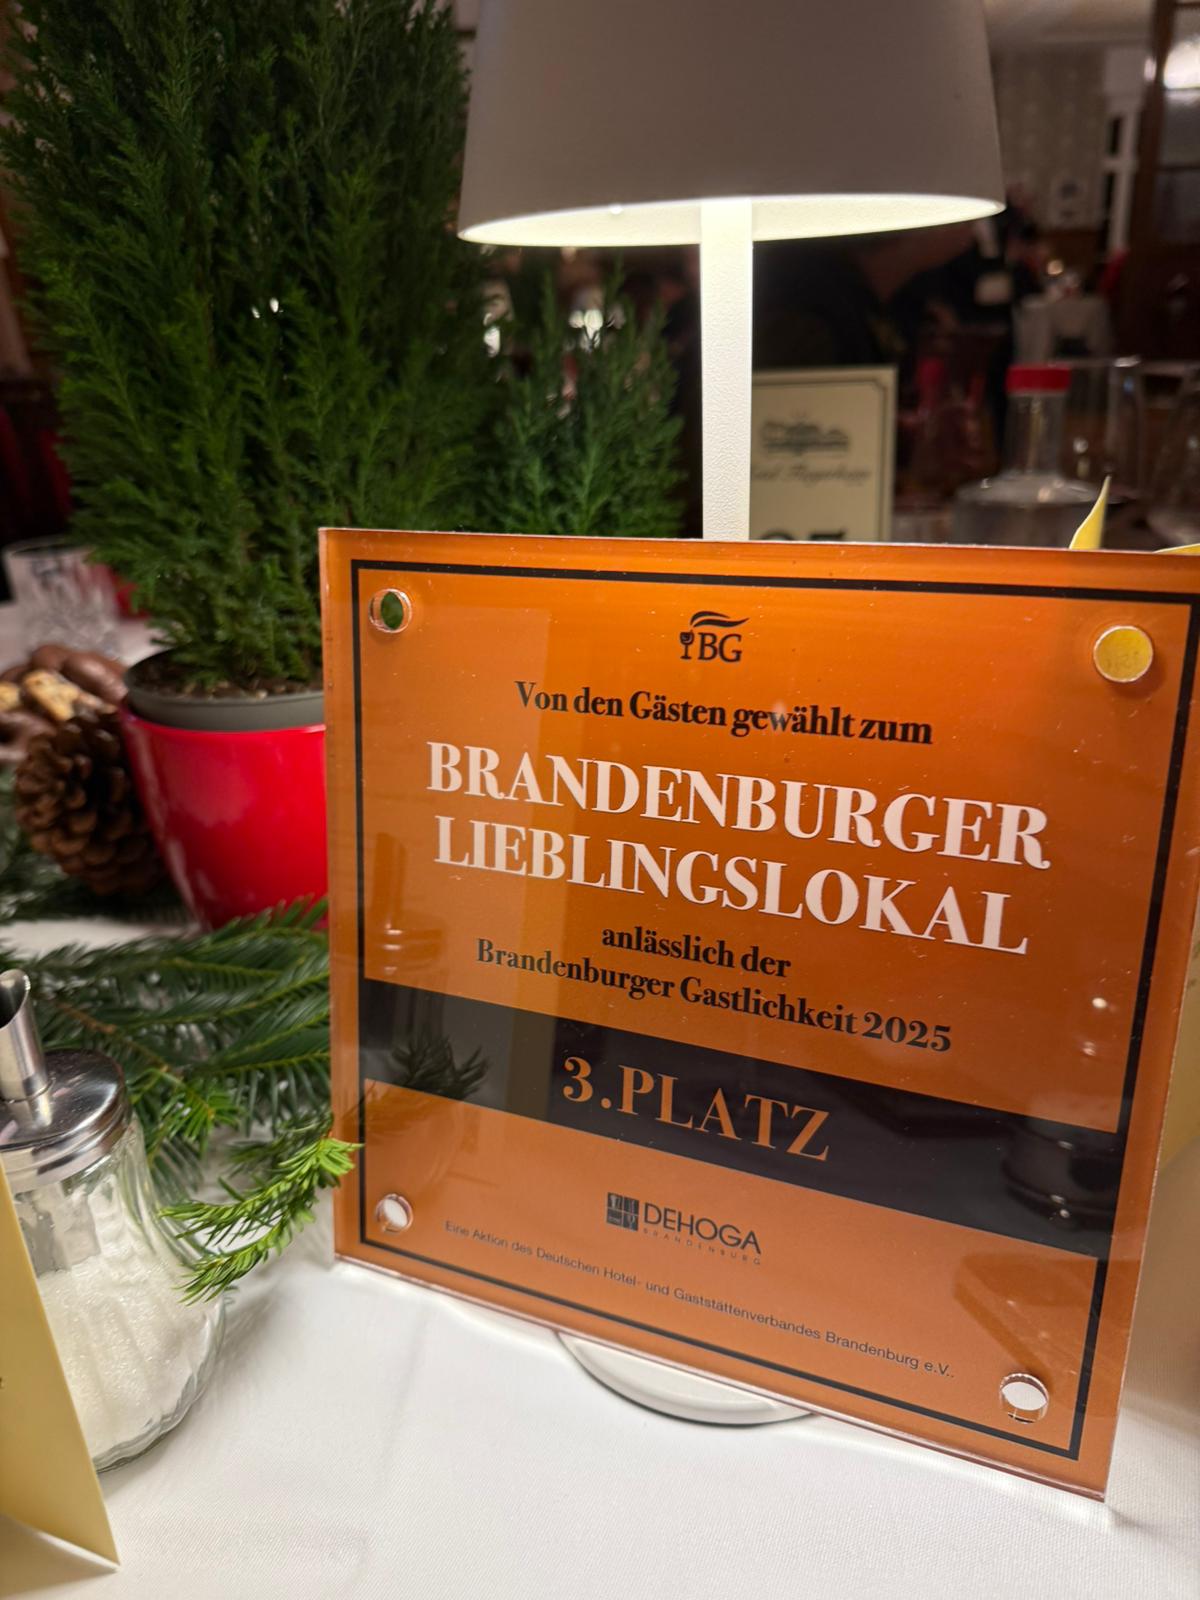 BG
Von den Gästen gewählt zum
BRANDENBURGER
LIEBLINGSLOKAL
anlässlich der
Brandenburger Gastlichkeit 2025
3.PLATZ
DEHOGA
BRANDENBURG
Eine Aktion des Deutschen Hotel- und Gaststättenverbandes Brandenburg e.V..